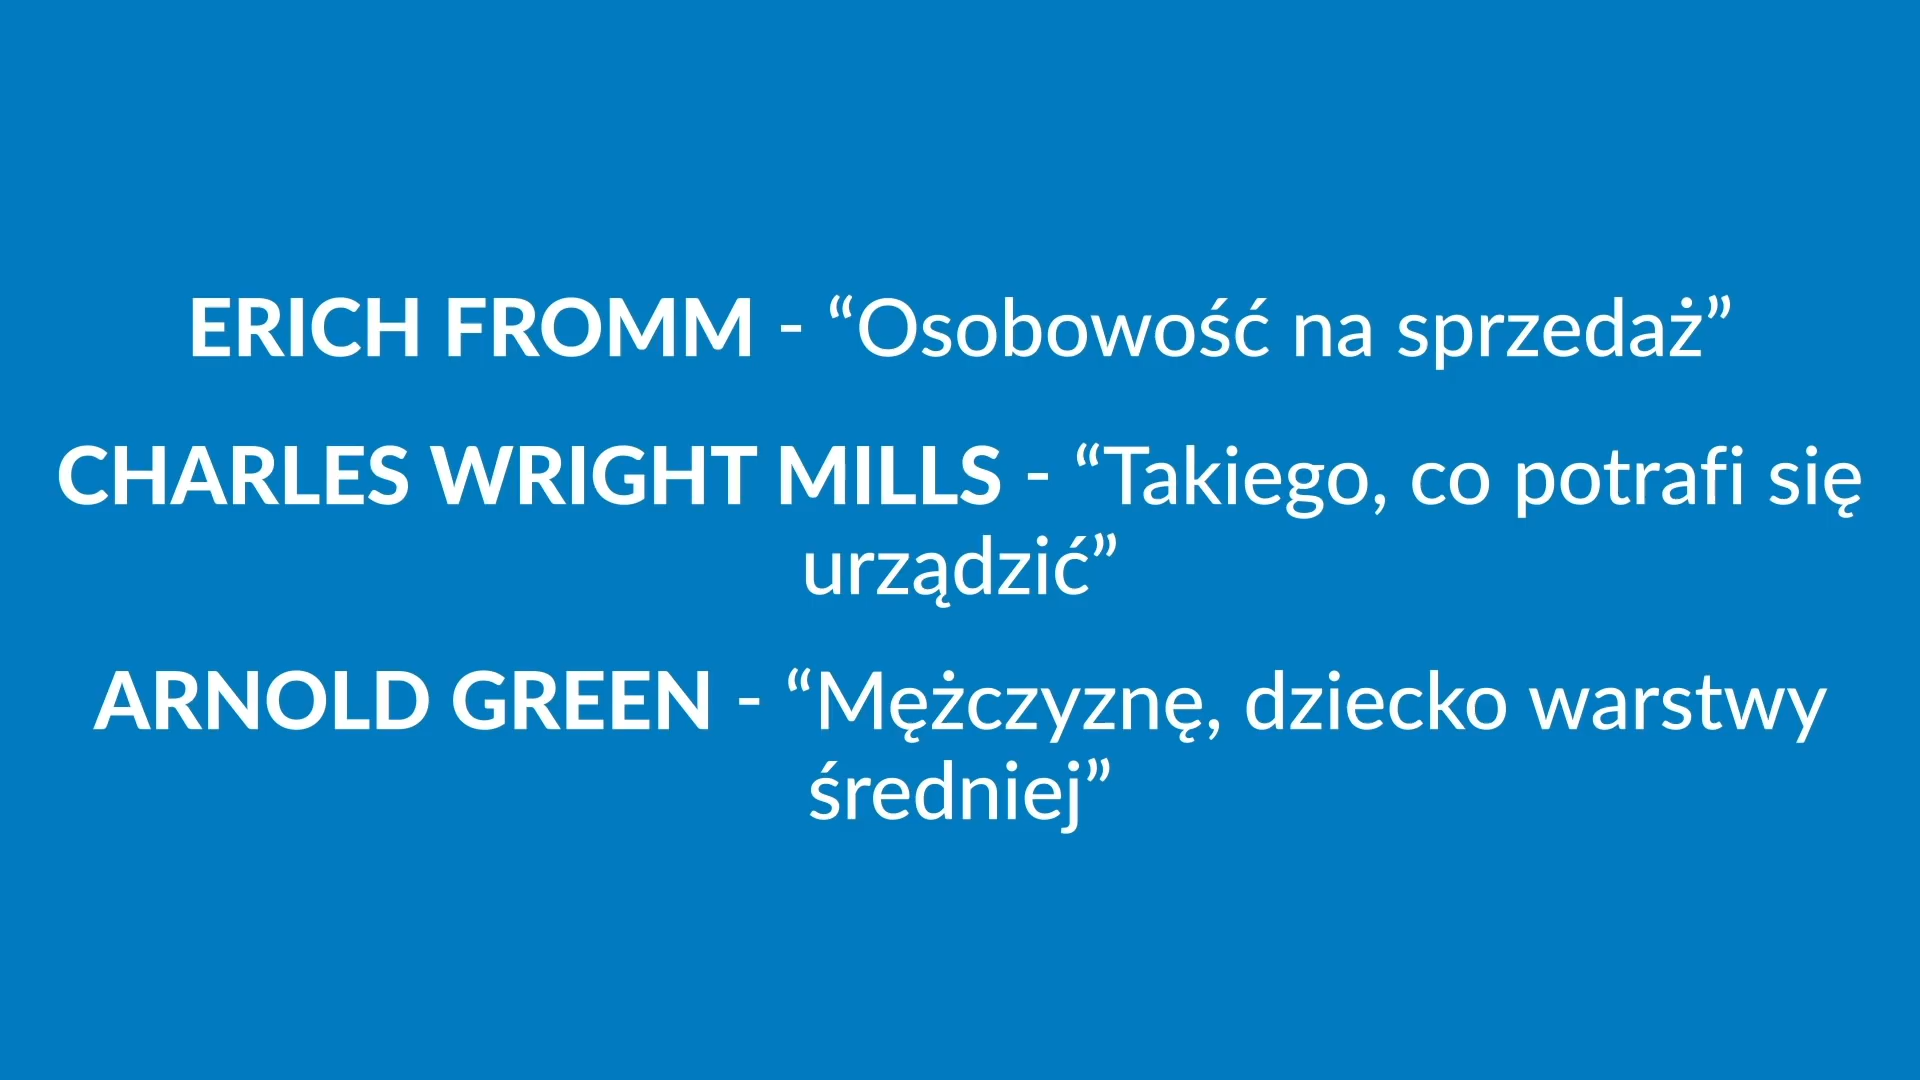 ERICH FROMM - “Osobowość na sprzedaż”
CHARLES WRIGHT MILLS - “Takiego, co potrafi się
urządzić”
ARNOLD GREEN - “Mężczyznę, dziecko warstwy
średniej”